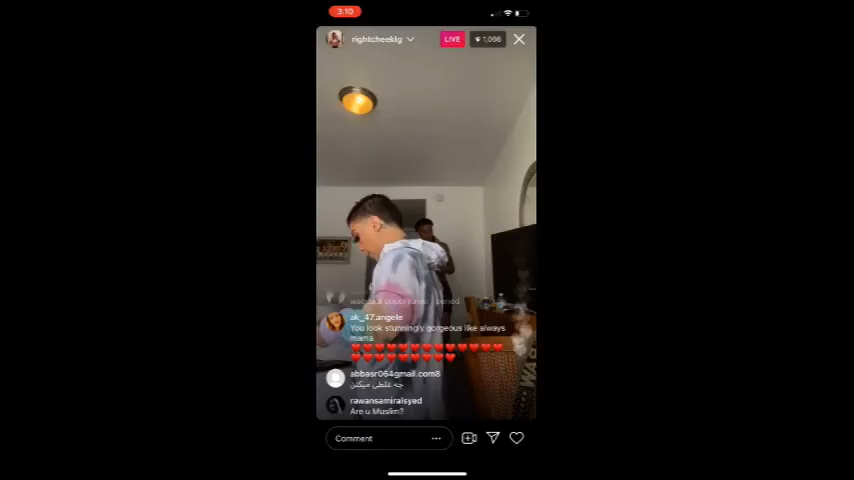 3:10
rightcheeklg
LIVE
1,066
ak_47.angele
You look stunningly gorgeous like always
mama
abbasr064gmail.com8
چه غلطی میکنن
rawansamiralsyed
Are u Muslim?
Comment